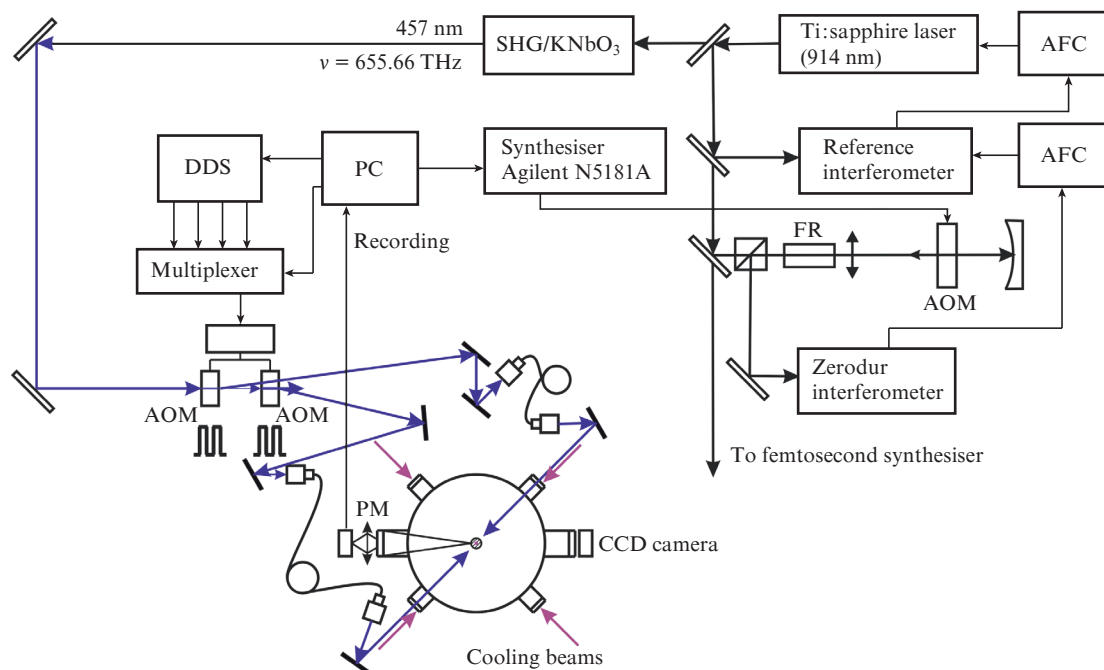 457 nm
ν = 655.66 THz
SHG/KNbO₃
Ti:sapphire laser
(914 nm)
AFC
DDS
PC
Synthesiser
Agilent N5181A
Reference
interferometer
AFC
Recording
FR
Multiplexer
AOM
Zerodur
interferometer
AOM
AOM
To femtosecond synthesiser
PM
CCD camera
Cooling beams